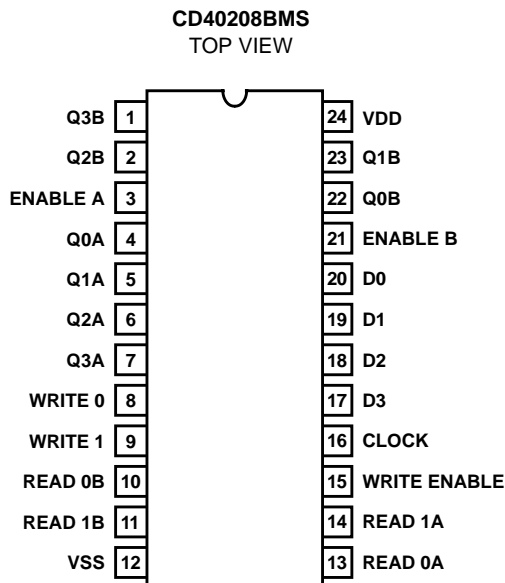 CD40208BMS
TOP VIEW
Q3B 1 24 VDD
Q2B 2 23 Q1B
ENABLE A 3 22 Q0B
Q0A 4 21 ENABLE B
Q1A 5 20 D0
Q2A 6 19 D1
Q3A 7 18 D2
WRITE 0 8 17 D3
WRITE 1 9 16 CLOCK
READ 0B 10 15 WRITE ENABLE
READ 1B 11 14 READ 1A
VSS 12 13 READ 0A